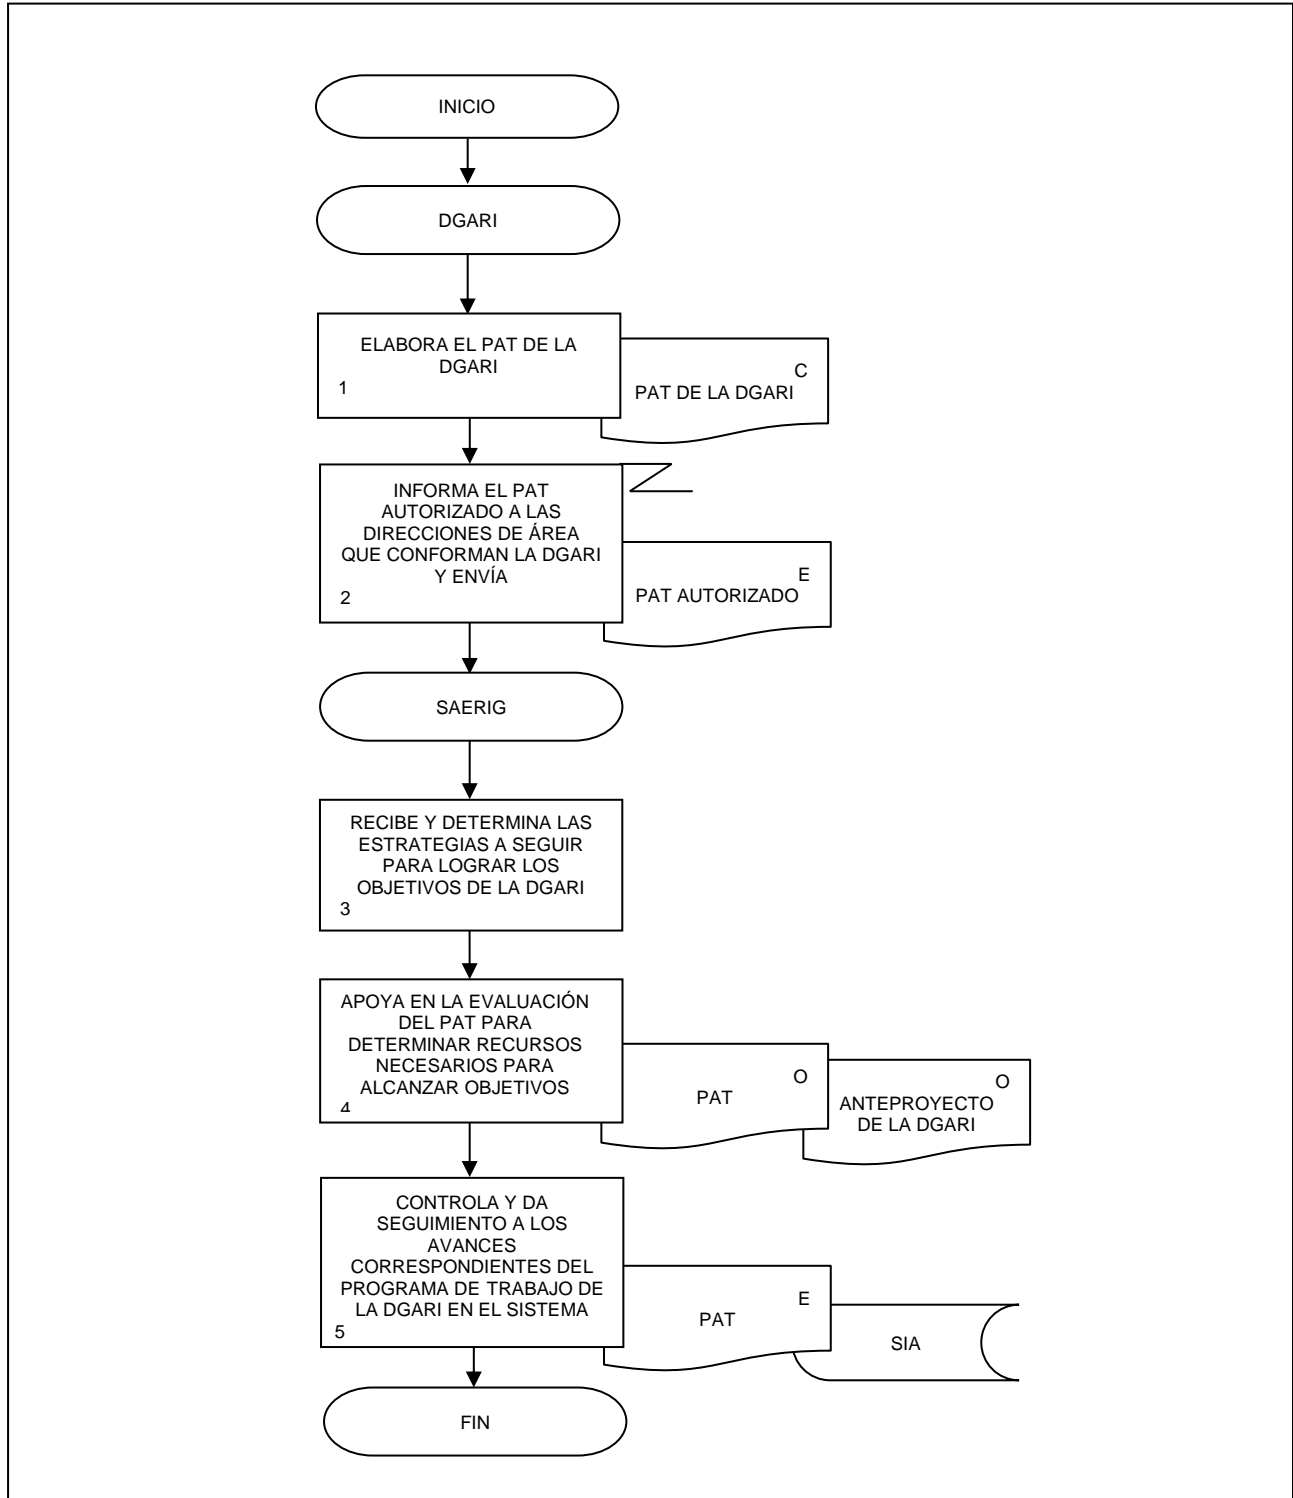 INICIO
DGARI
ELABORA EL PAT DE LA
DGARI
1
C
PAT DE LA DGARI
INFORMA EL PAT
AUTORIZADO A LAS
DIRECCIONES DE ÁREA
QUE CONFORMAN LA DGARI
Y ENVÍA
2
E
PAT AUTORIZADO
SAERIG
RECIBE Y DETERMINA LAS
ESTRATEGIAS A SEGUIR
PARA LOGRAR LOS
OBJETIVOS DE LA DGARI
3
APOYA EN LA EVALUACIÓN
DEL PAT PARA
DETERMINAR RECURSOS
NECESARIOS PARA
ALCANZAR OBJETIVOS
4
O
PAT
O
ANTEPROYECTO
DE LA DGARI
CONTROLA Y DA
SEGUIMIENTO A LOS
AVANCES
CORRESPONDIENTES DEL
PROGRAMA DE TRABAJO DE
LA DGARI EN EL SISTEMA
5
E
PAT
SIA
FIN